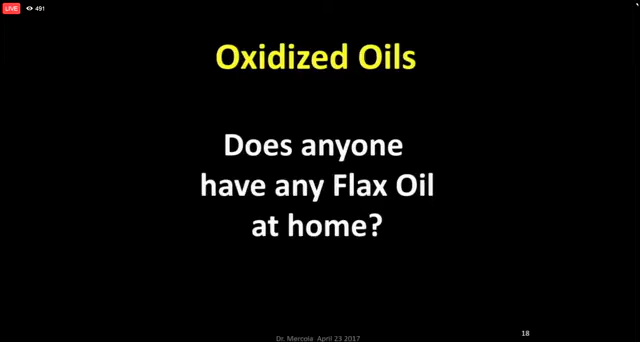 LIVE 491
Oxidized Oils
Does anyone
have any Flax Oil
at home?
18
Dr. Mercola April 23 2017